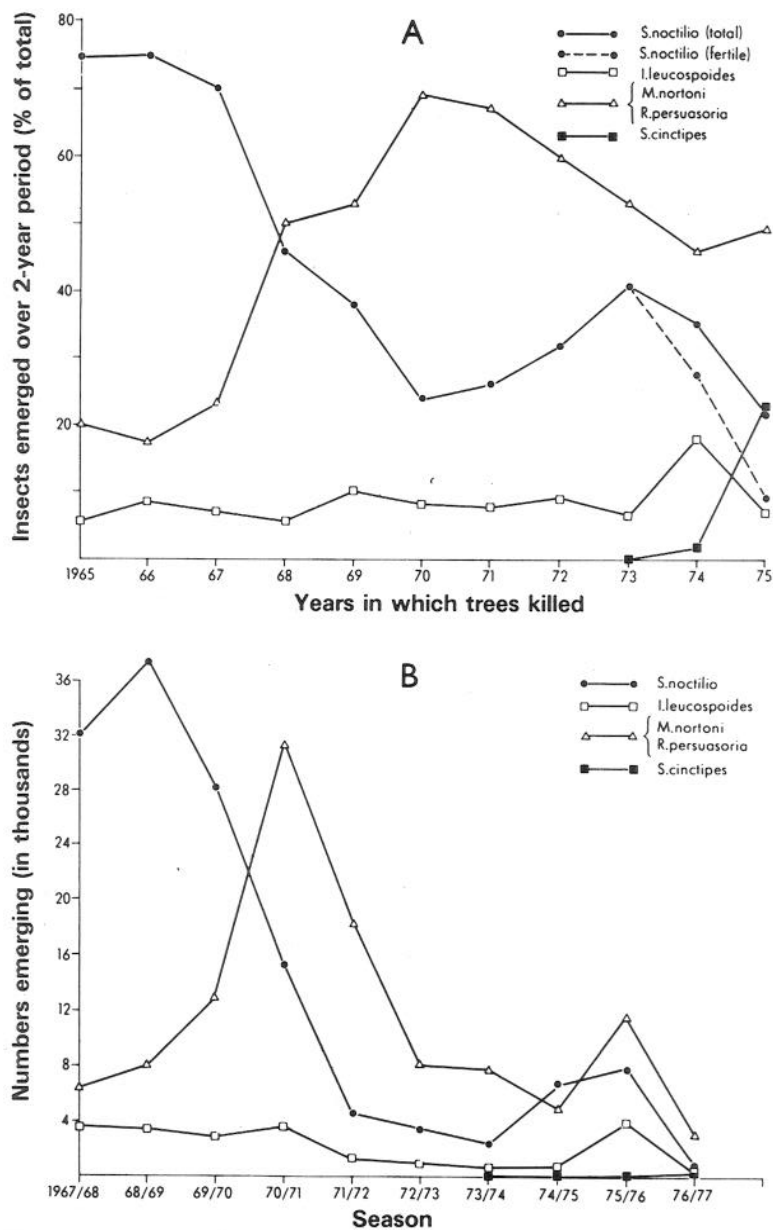 A
S.noctilio (total)
S.noctilio (fertile)
I.leucospoides
M.nortoni
R.persuasoria
S.cinctipes
Insects emerged over 2-year period (% of total)
80
60
40
20
1965 66 67 68 69 70 71 72 73 74 75
Years in which trees killed
B
S.noctilio
I.leucospoides
M.nortoni
R.persuasoria
S.cinctipes
Numbers emerging (in thousands)
36
32
28
24
20
16
12
8
4
1967/68 68/69 69/70 70/71 71/72 72/73 73/74 74/75 75/76 76/77
Season